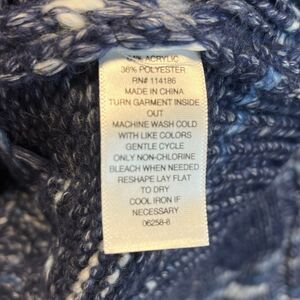 ACRYLIC
36% POLYESTER
RN# 114186
MADE IN CHINA
TURN GARMENT INSIDE
OUT
MACHINE WASH COLD
WITH LIKE COLORS
GENTLE CYCLE
ONLY NON-CHLORINE
BLEACH WHEN NEEDED
RESHAPE LAY FLAT
TO DRY
COOL IRON IF
NECESSARY
06258-8